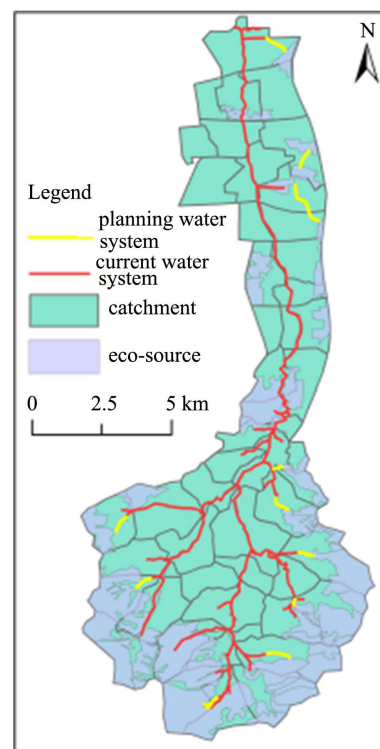 N
Legend
planning water
system
current water
system
catchment
eco-source
0 2.5 5 km